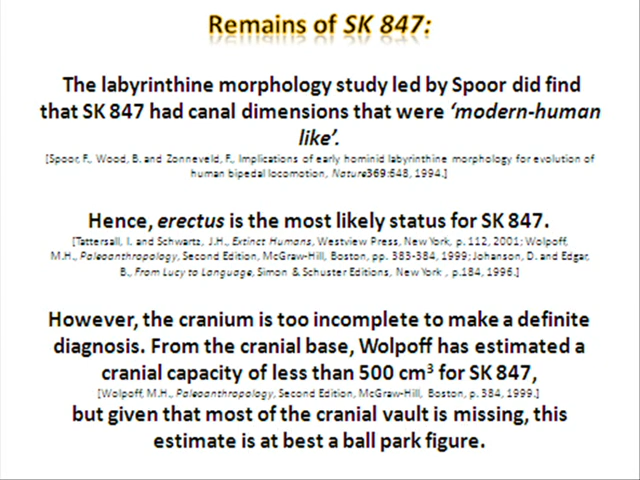 Remains of SK 847:
The labyrinthine morphology study led by Spoor did find
that SK 847 had canal dimensions that were ‘modern-human
like’.
[Spoor, F., Wood, B. and Zonneveld, F., Implications of early hominid labyrinthine morphology for evolution of
human bipedal locomotion, Nature369:648, 1994.]
Hence, erectus is the most likely status for SK 847.
[Tattersall, I. and Schwartz, J.H., Extinct Humans, Westview Press, New York, p. 112, 2001; Wolpoff,
M.H., Paleoanthropology, Second Edition, McGraw-Hill, Boston, pp. 383-384, 1999; Johanson, D. and Edgar,
B., From Lucy to Language, Simon & Schuster Editions, New York , p.184, 1996.]
However, the cranium is too incomplete to make a definite
diagnosis. From the cranial base, Wolpoff has estimated a
cranial capacity of less than 500 cm³ for SK 847,
[Wolpoff, M.H., Paleoanthropology, Second Edition, McGraw-Hill, Boston, p. 384, 1999.]
but given that most of the cranial vault is missing, this
estimate is at best a ball park figure.